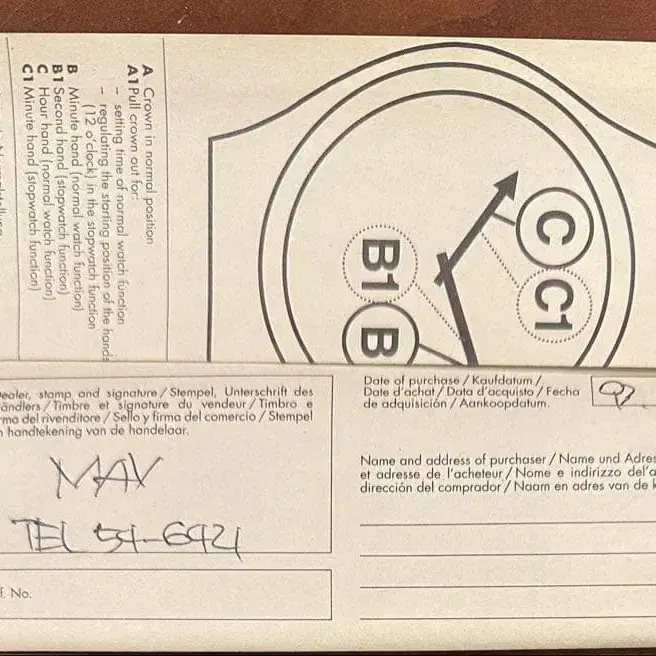 A Crown in normal position
A1 Pull crown out for:
– setting time of normal watch function
– regulating the starting position of the hands
(12 o'clock) in the stopwatch function
B Minute hand (normal watch function)
B1 Second hand (stopwatch function)
C Hour hand (normal watch function)
C1 Minute hand (stopwatch function)
C
C1
B1
B
Dealer, stamp and signature / Stempel, Unterschrift des
Händlers / Timbre et signature du vendeur / Timbro e
firma del rivenditore / Sello y firma del comercio / Stempel
handtekening van de handelaar.
MAV
TEL 54-6421
Date of purchase / Kaufdatum /
Date d'achat / Data d'acquisto / Fecha
de adquisición / Aankoopdatum.
Name and address of purchaser / Name und Adres
et adresse de l'acheteur / Nome e indirizzo del'a
dirección del comprador / Naam en adres van de k
f. No.